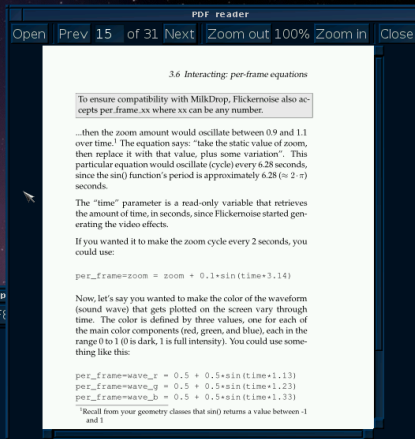 PDF reader
Open Prev 15 of 31 Next Zoom out 100% Zoom in Close
3.6 Interacting: per-frame equations
To ensure compatibility with MilkDrop, Flickernoise also ac-
cepts per_frame_xx where xx can be any number.
...then the zoom amount would oscillate between 0.9 and 1.1
over time.¹ The equation says: “take the static value of zoom,
then replace it with that value, plus some variation”. This
particular equation would oscillate (cycle) every 6.28 seconds,
since the sin() function's period is approximately 6.28 (≈ 2 · π)
seconds.
The “time” parameter is a read-only variable that retrieves
the amount of time, in seconds, since Flickernoise started gen-
erating the video effects.
If you wanted it to make the zoom cycle every 2 seconds, you
could use:
per_frame=zoom = zoom + 0.1*sin(time*3.14)
Now, let's say you wanted to make the color of the waveform
(sound wave) that gets plotted on the screen vary through
time. The color is defined by three values, one for each of
the main color components (red, green, and blue), each in the
range 0 to 1 (0 is dark, 1 is full intensity). You could use some-
thing like this:
per_frame=wave_r = 0.5 + 0.5*sin(time*1.13)
per_frame=wave_g = 0.5 + 0.5*sin(time*1.23)
per_frame=wave_b = 0.5 + 0.5*sin(time*1.33)
¹Recall from your geometry classes that sin() returns a value between -1
and 1